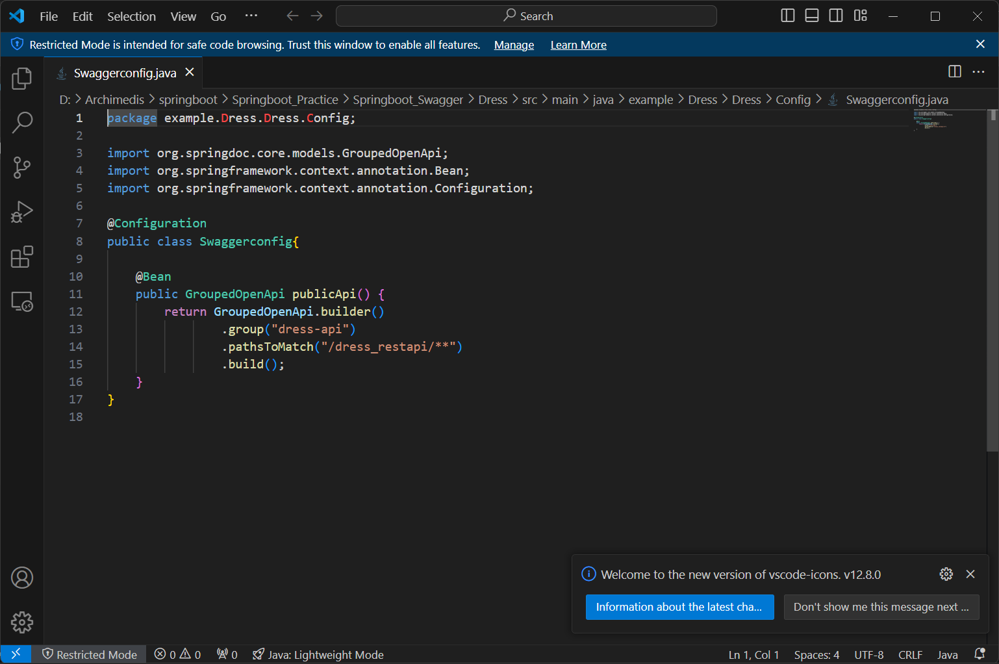 File Edit Selection View Go ··· Search
Restricted Mode is intended for safe code browsing. Trust this window to enable all features. Manage Learn More
Swaggerconfig.java
D: > Archimedis > springboot > Springboot_Practice > Springboot_Swagger > Dress > src > main > java > example > Dress > Dress > Config > Swaggerconfig.java
1 package example.Dress.Dress.Config;
2
3 import org.springdoc.core.models.GroupedOpenApi;
4 import org.springframework.context.annotation.Bean;
5 import org.springframework.context.annotation.Configuration;
6
7 @Configuration
8 public class Swaggerconfig{
9
10 @Bean
11 public GroupedOpenApi publicApi() {
12 return GroupedOpenApi.builder()
13 .group("dress-api")
14 .pathsToMatch("/dress_restapi/**")
15 .build();
16 }
17 }
18
Welcome to the new version of vscode-icons. v12.8.0
Information about the latest cha... Don't show me this message next ...
Restricted Mode 0 0 0 Java: Lightweight Mode Ln 1, Col 1 Spaces: 4 UTF-8 CRLF Java